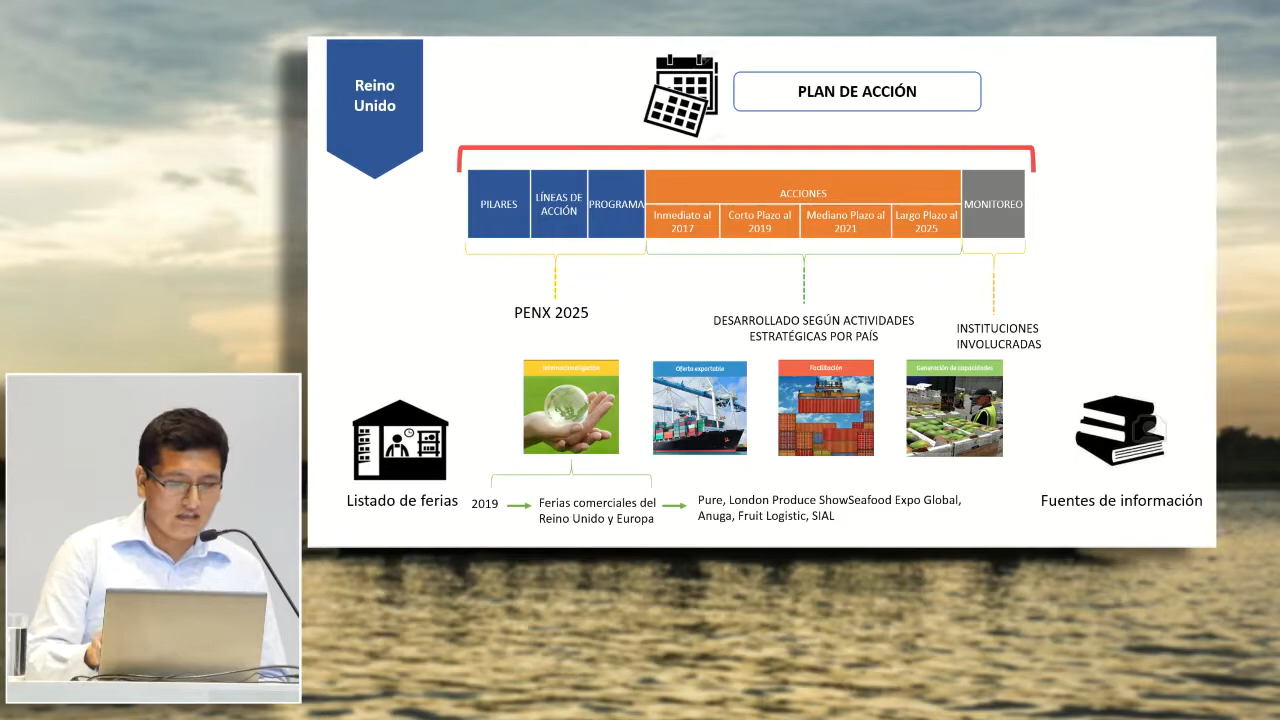 Reino
Unido
PLAN DE ACCIÓN
PILARES
LÍNEAS DE
ACCIÓN
PROGRAMA
ACCIONES
Inmediato al
2017
Corto Plazo al
2019
Mediano Plazo al
2021
Largo Plazo al
2025
MONITOREO
PENX 2025
DESARROLLADO SEGÚN ACTIVIDADES
ESTRATÉGICAS POR PAÍS
INSTITUCIONES
INVOLUCRADAS
Internacionalización
Oferta exportable
Facilitación
Generación de capacidades
Listado de ferias
2019
Ferias comerciales del
Reino Unido y Europa
Pure, London Produce ShowSeafood Expo Global,
Anuga, Fruit Logistic, SIAL
Fuentes de información